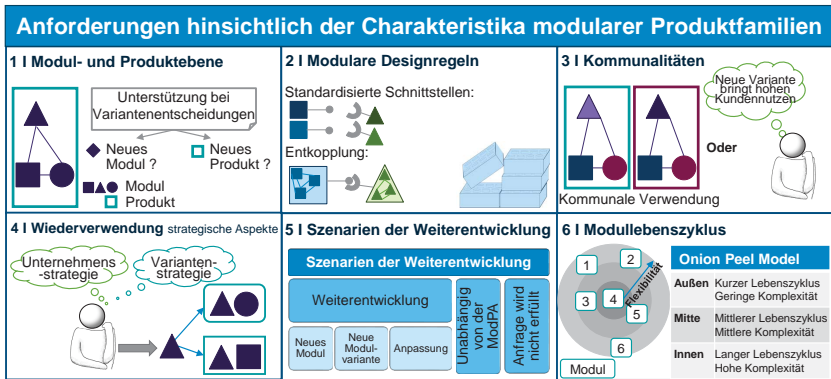 Anforderungen hinsichtlich der Charakteristika modularer Produktfamilien
1 I Modul- und Produktebene
Unterstützung bei
Variantenentscheidungen
Neues
Modul ?
Neues
Produkt ?
Modul
Produkt
2 I Modulare Designregeln
Standardisierte Schnittstellen:
Entkopplung:
3 I Kommunalitäten
Neue Variante
bringt hohen
Kundennutzen
Oder
Kommunale Verwendung
4 I Wiederverwendung strategische Aspekte
Unternehmens
-strategie
Varianten-
strategie
5 I Szenarien der Weiterentwicklung
Szenarien der Weiterentwicklung
Weiterentwicklung
Neues
Modul
Neue
Modul-
variante
Anpassung
Unabhängig
von der
ModPA
Anfrage wird
nicht erfüllt
6 I Modullebenszyklus
1
2
3
4
5
6
Flexibilität
Modul
Onion Peel Model
Außen Kurzer Lebenszyklus
Geringe Komplexität
Mitte Mittlerer Lebenszyklus
Mittlere Komplexität
Innen Langer Lebenszyklus
Hohe Komplexität